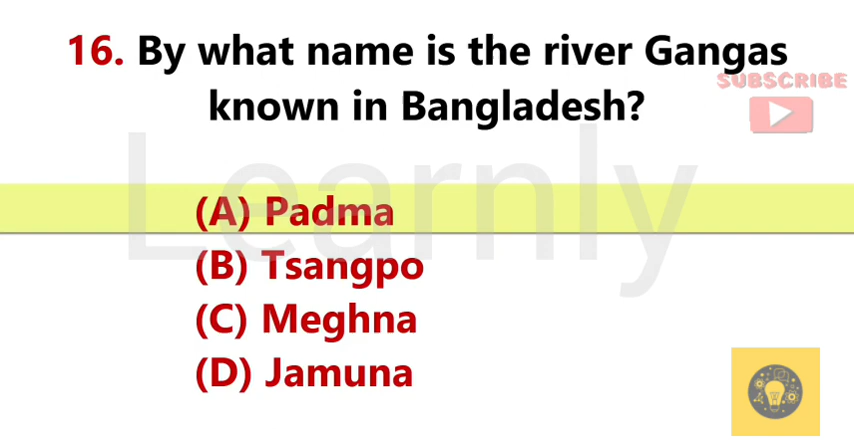 16. By what name is the river Gangas
SUBSCRIBE
known in Bangladesh?
Learnly
(A) Padma
(B) Tsangpo
(C) Meghna
(D) Jamuna